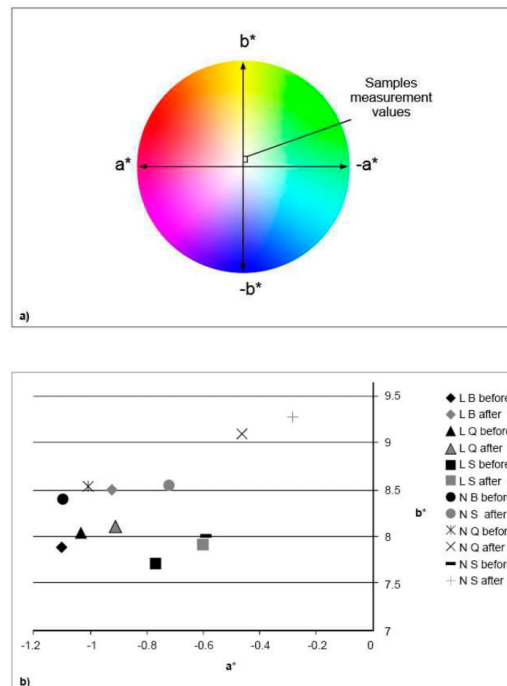 b*
Samples
measurement
values
a*
-a*
-b*
a)
9.5
9
8.5
8
7.5
7
b*
-1.2
-1
-0.8
-0.6
-0.4
-0.2
0
a*
L B before
L B after
L Q before
L Q after
L S before
L S after
N B before
N S after
N Q before
N Q after
N S before
N S after
b)